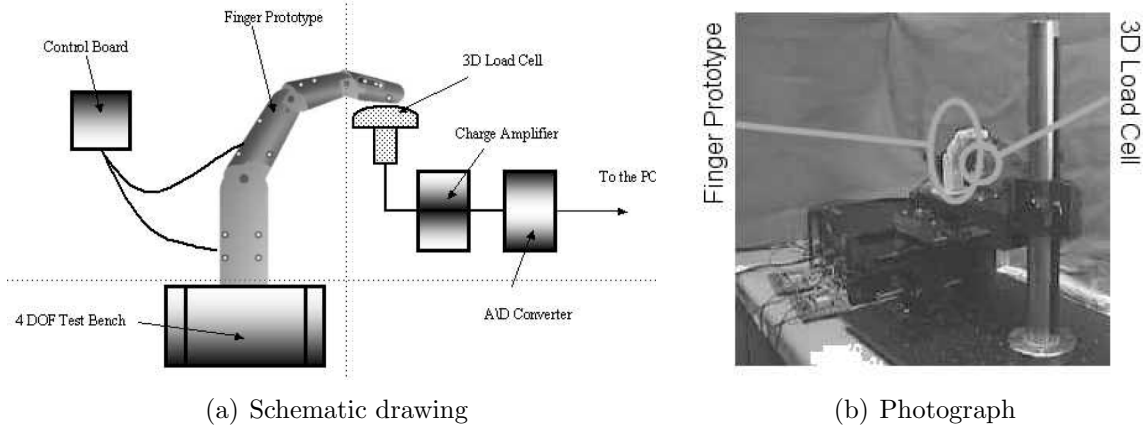 Finger Prototype
Control Board
3D Load Cell
Charge Amplifier
To the PC
4 DOF Test Bench
A\D Converter
(a) Schematic drawing
Finger Prototype
3D Load Cell
(b) Photograph